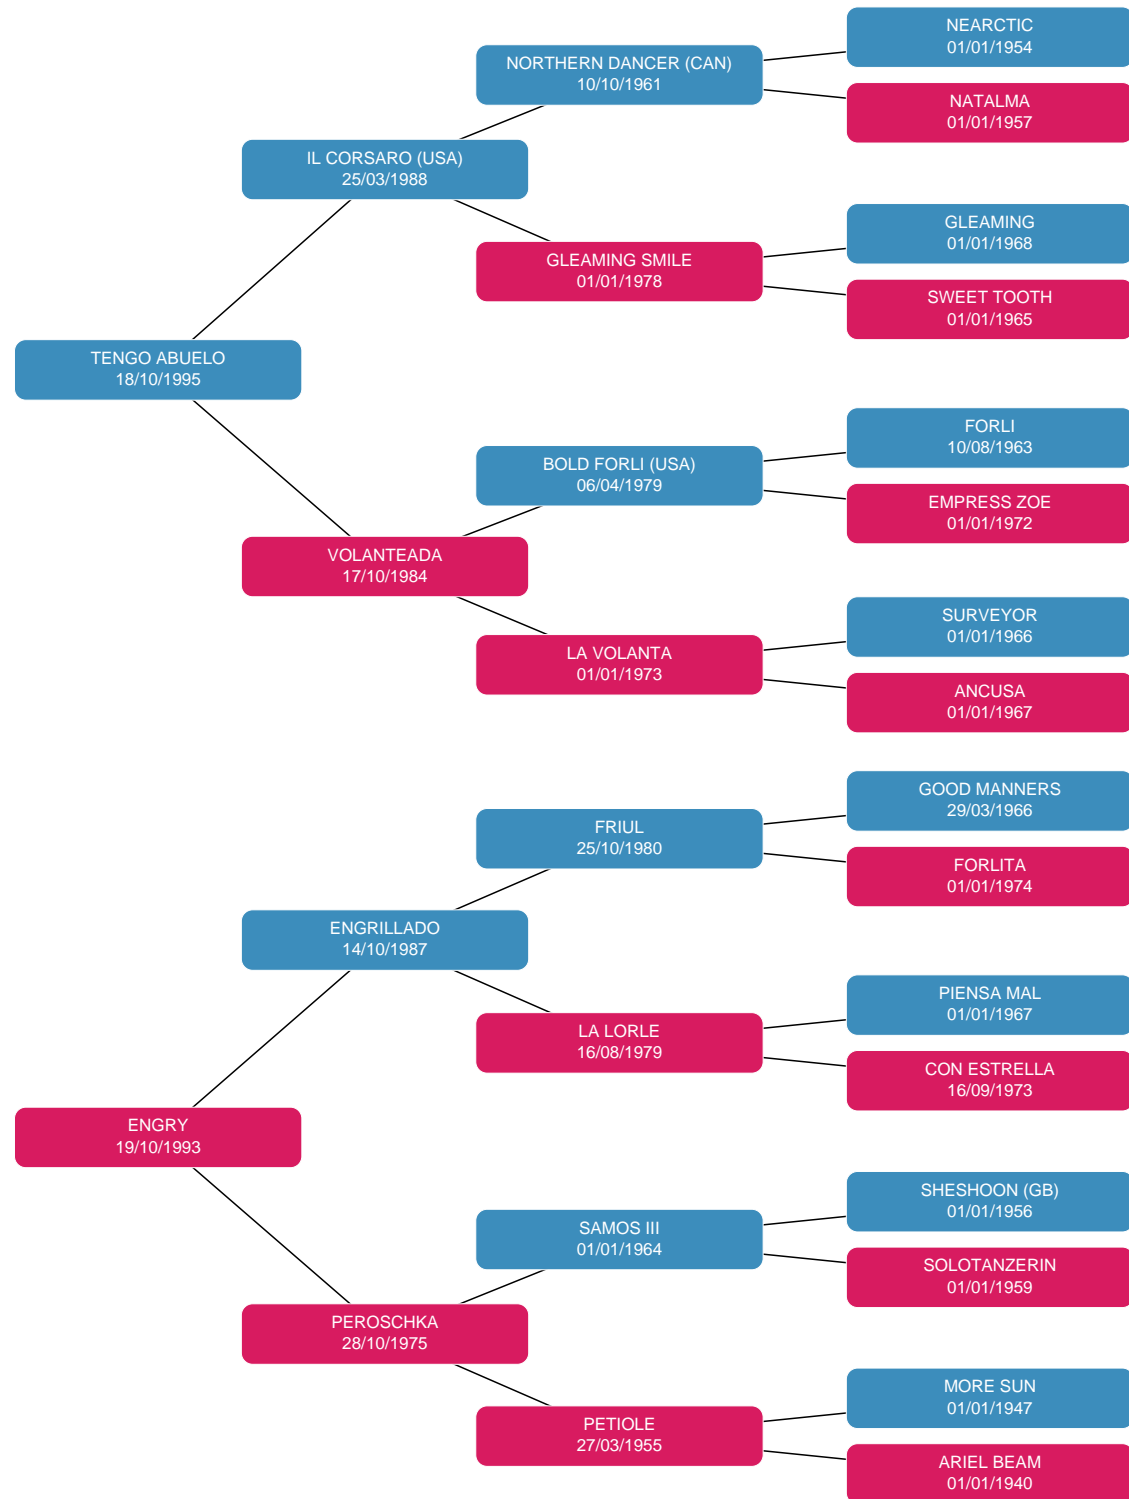 NEARCTIC
01/01/1954
NORTHERN DANCER (CAN)
10/10/1961
NATALMA
01/01/1957
IL CORSARO (USA)
25/03/1988
GLEAMING
01/01/1968
GLEAMING SMILE
01/01/1978
SWEET TOOTH
01/01/1965
TENGO ABUELO
18/10/1995
FORLI
10/08/1963
BOLD FORLI (USA)
06/04/1979
EMPRESS ZOE
01/01/1972
VOLANTEADA
17/10/1984
SURVEYOR
01/01/1966
LA VOLANTA
01/01/1973
ANCUSA
01/01/1967
GOOD MANNERS
29/03/1966
FRIUL
25/10/1980
FORLITA
01/01/1974
ENGRILLADO
14/10/1987
PIENSA MAL
01/01/1967
LA LORLE
16/08/1979
CON ESTRELLA
16/09/1973
ENGRY
19/10/1993
SHESHOON (GB)
01/01/1956
SAMOS III
01/01/1964
SOLOTANZERIN
01/01/1959
PEROSCHKA
28/10/1975
MORE SUN
01/01/1947
PETIOLE
27/03/1955
ARIEL BEAM
01/01/1940